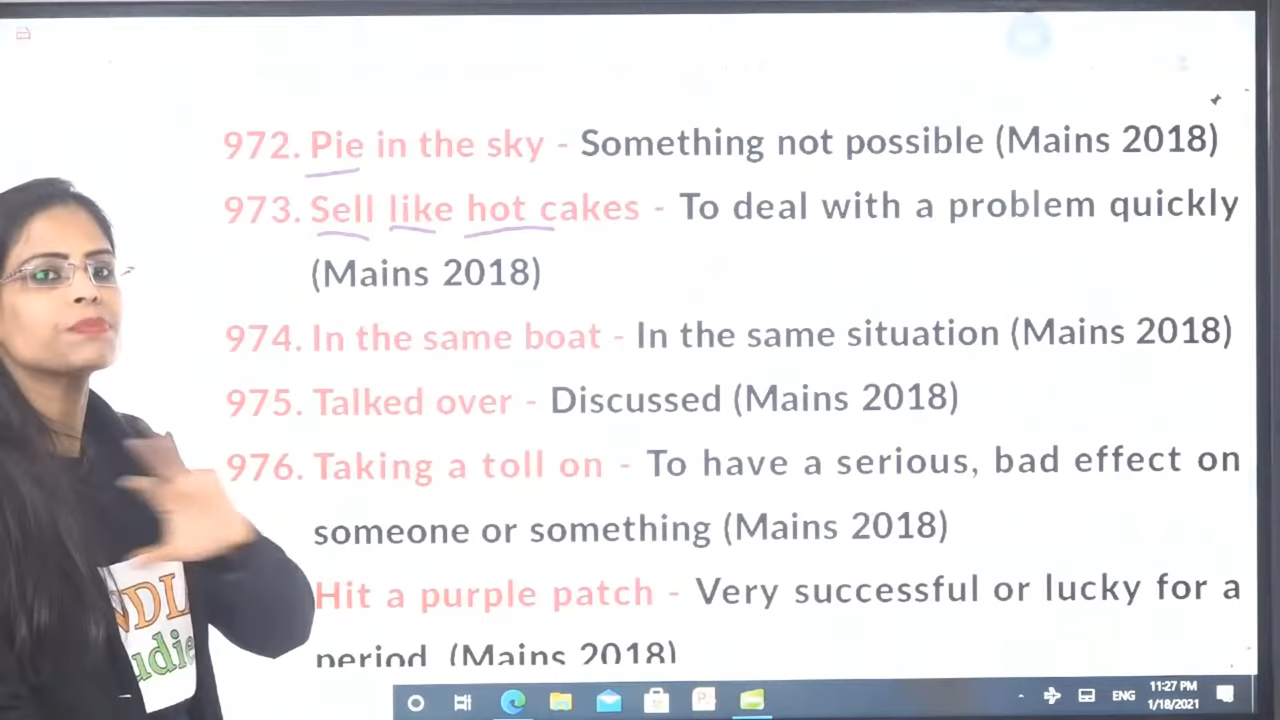 972. Pie in the sky - Something not possible (Mains 2018)
973. Sell like hot cakes - To deal with a problem quickly
(Mains 2018)
974. In the same boat - In the same situation (Mains 2018)
975. Talked over - Discussed (Mains 2018)
976. Taking a toll on - To have a serious, bad effect on
someone or something (Mains 2018)
Hit a purple patch - Very successful or lucky for a
period (Mains 2018)
ENG
11:27 PM
1/18/2021